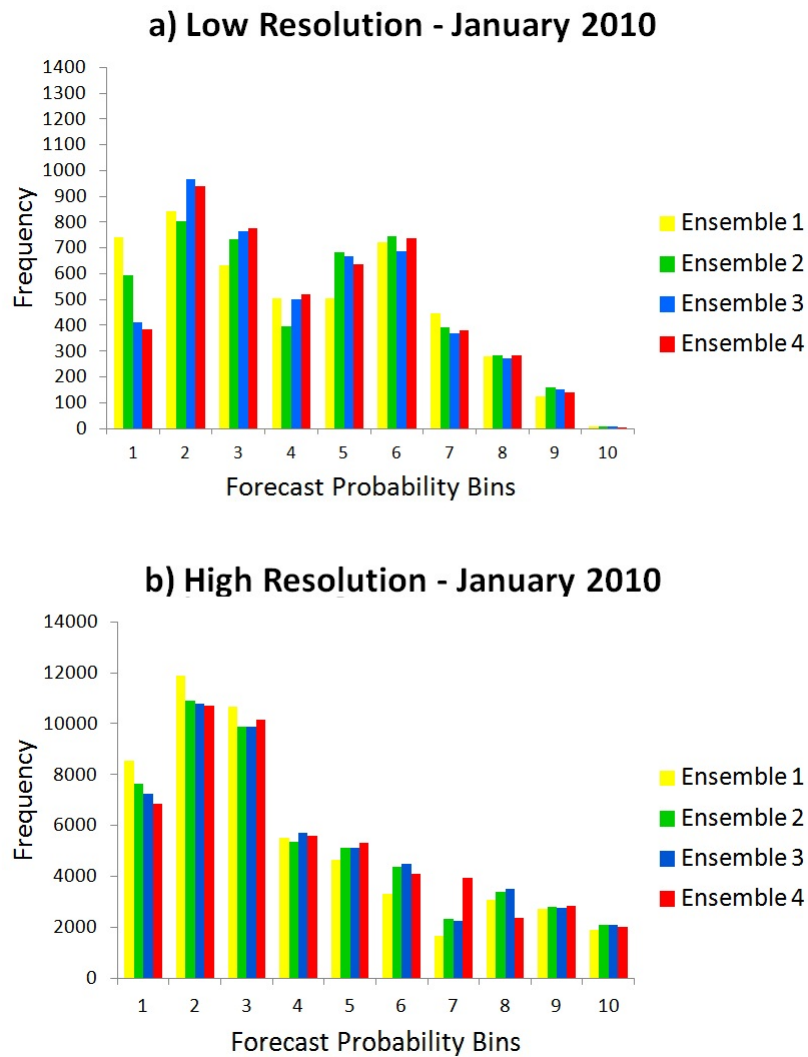 a) Low Resolution - January 2010
1400
1300
1200
1100
1000
900
800
700
600
500
400
300
200
100
0
Frequency
1 2 3 4 5 6 7 8 9 10
Forecast Probability Bins
Ensemble 1
Ensemble 2
Ensemble 3
Ensemble 4
b) High Resolution - January 2010
14000
12000
10000
8000
6000
4000
2000
0
Frequency
1 2 3 4 5 6 7 8 9 10
Forecast Probability Bins
Ensemble 1
Ensemble 2
Ensemble 3
Ensemble 4